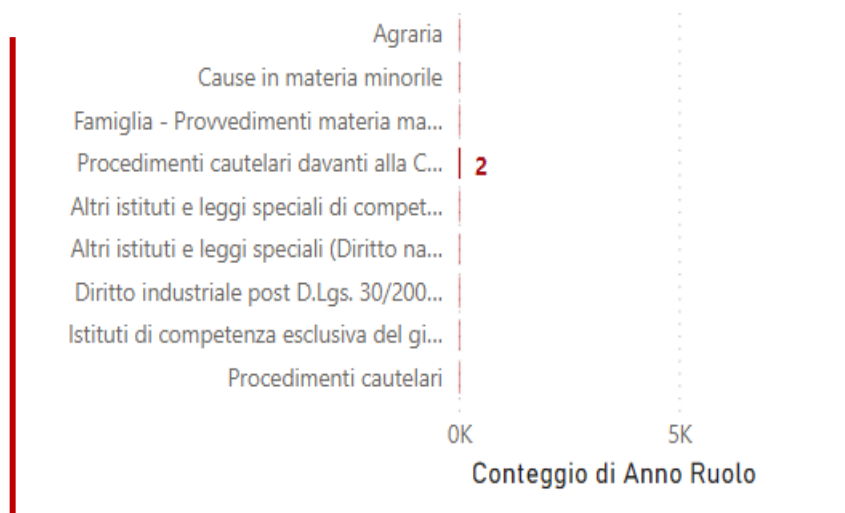 Agraria
Cause in materia minorile
Famiglia - Provvedimenti materia ma...
Procedimenti cautelari davanti alla C... 2
Altri istituti e leggi speciali di compet...
Altri istituti e leggi speciali (Diritto na...
Diritto industriale post D.Lgs. 30/200...
Istituti di competenza esclusiva del gi...
Procedimenti cautelari
0K 5K
Conteggio di Anno Ruolo